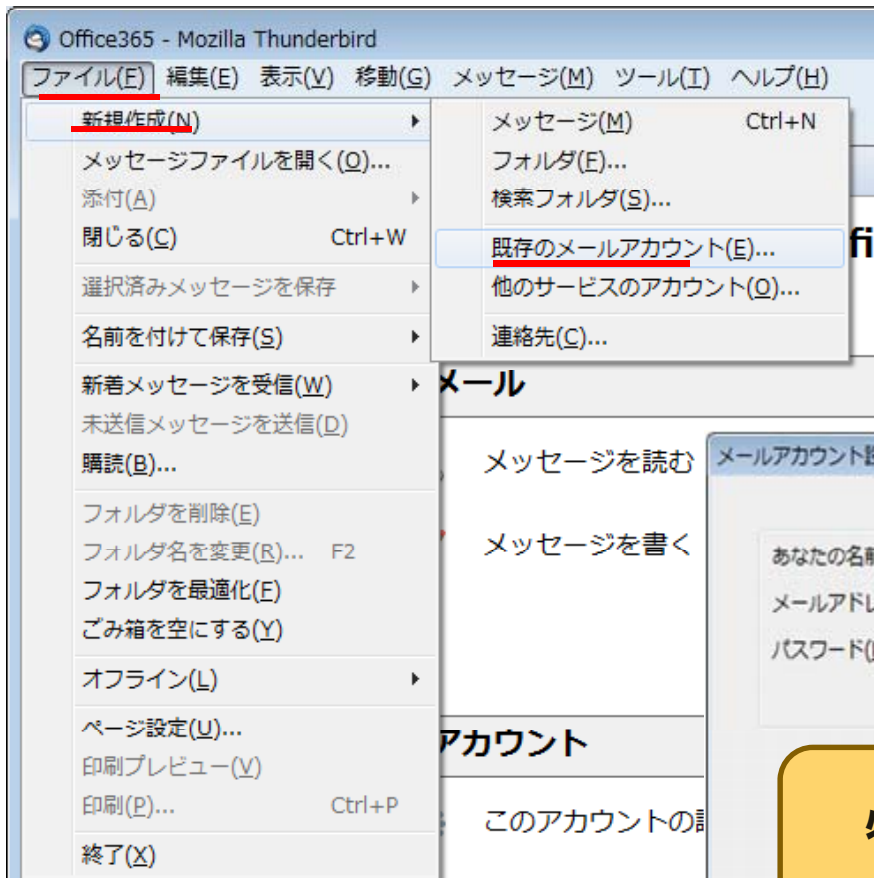 Office365 - Mozilla Thunderbird
ファイル(F) 編集(E) 表示(V) 移動(G) メッセージ(M) ツール(T) ヘルプ(H)
新規作成(N)
メッセージファイルを開く(O)...
添付(A)
閉じる(C) Ctrl+W
選択済みメッセージを保存
名前を付けて保存(S)
新着メッセージを受信(W)
未送信メッセージを送信(D)
購読(B)...
フォルダを削除(E)
フォルダ名を変更(R)... F2
フォルダを最適化(F)
ごみ箱を空にする(Y)
オフライン(L)
ページ設定(U)...
印刷プレビュー(V)
印刷(P)... Ctrl+P
終了(X)
メッセージ(M) Ctrl+N
フォルダ(F)...
検索フォルダ(S)...
既存のメールアカウント(E)...
他のサービスのアカウント(O)...
連絡先(C)...
fi
メール
メッセージを読む
メッセージを書く
アカウント
このアカウントの
メールアカウント
あなたの名前
メールアドレ
パスワード(